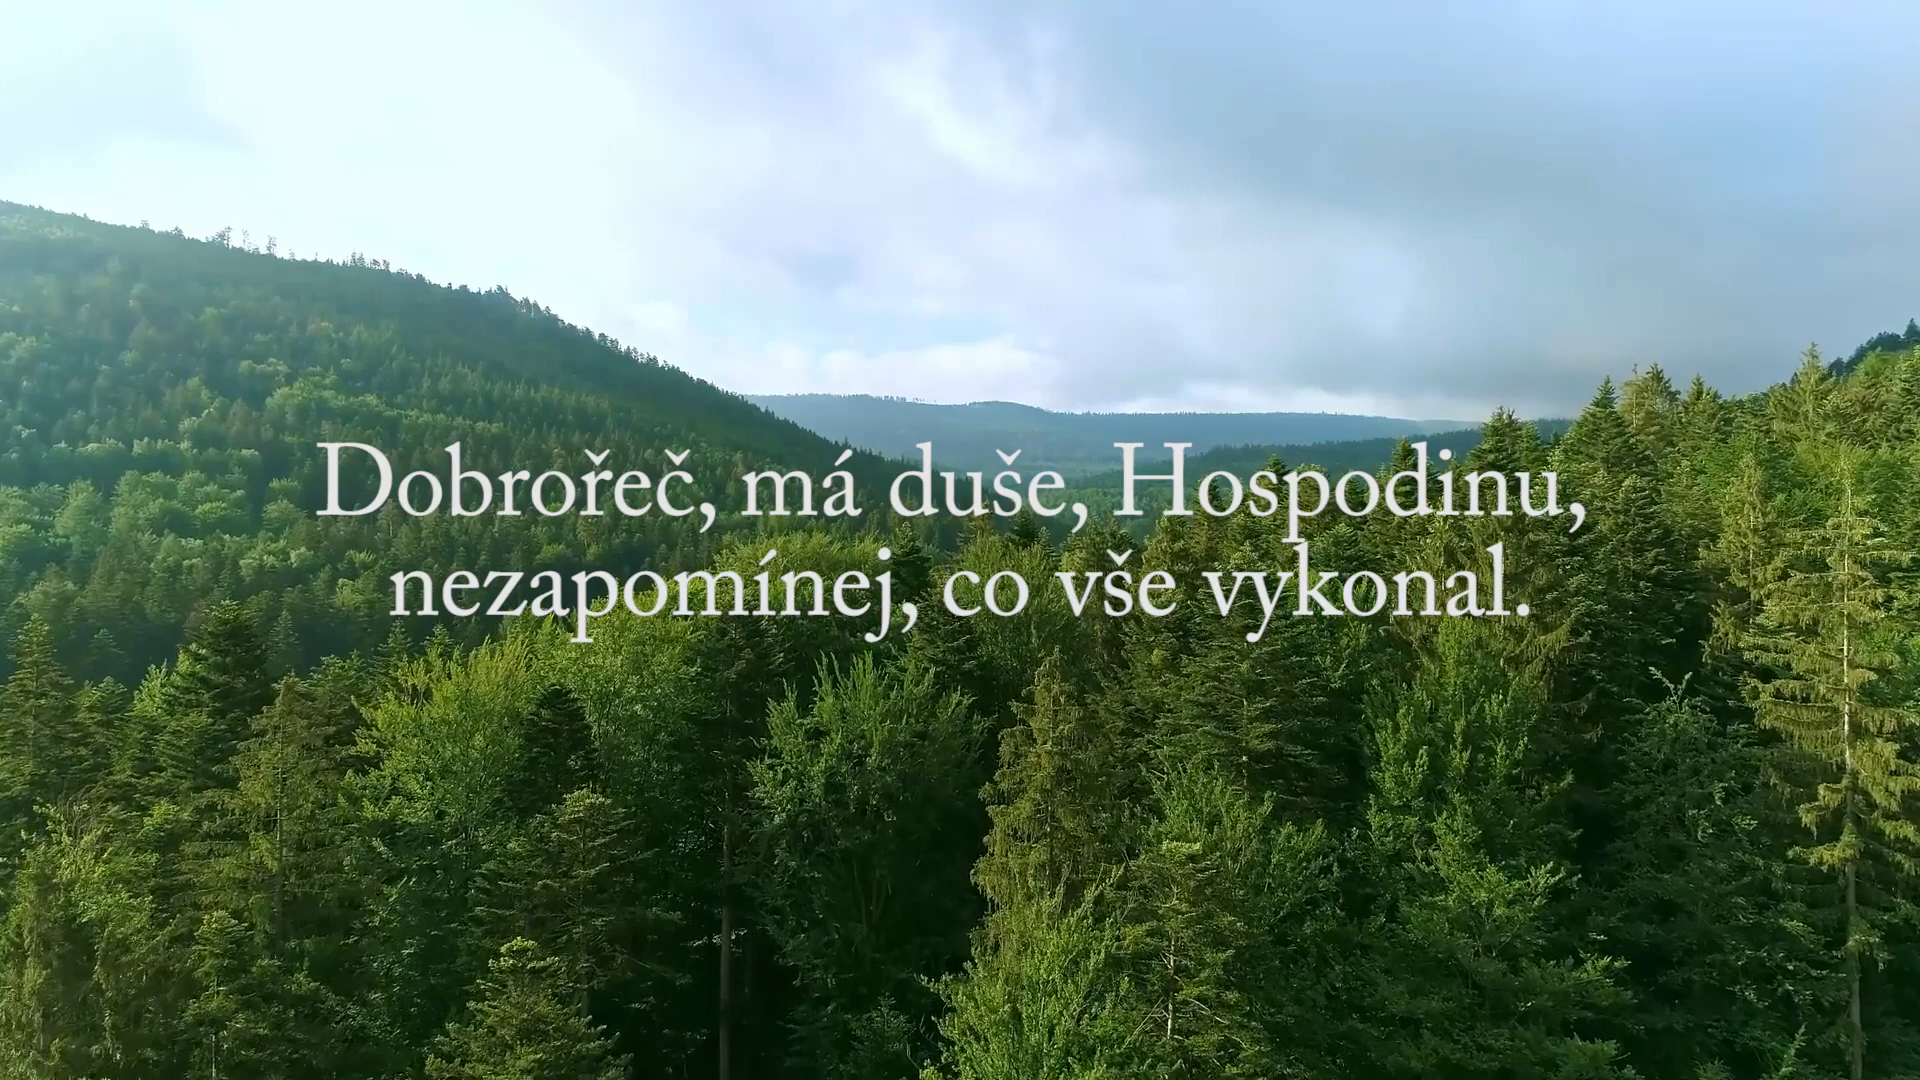 Dobrořeč, má duše, Hospodinu,
nezapomínej, co vše vykonal.